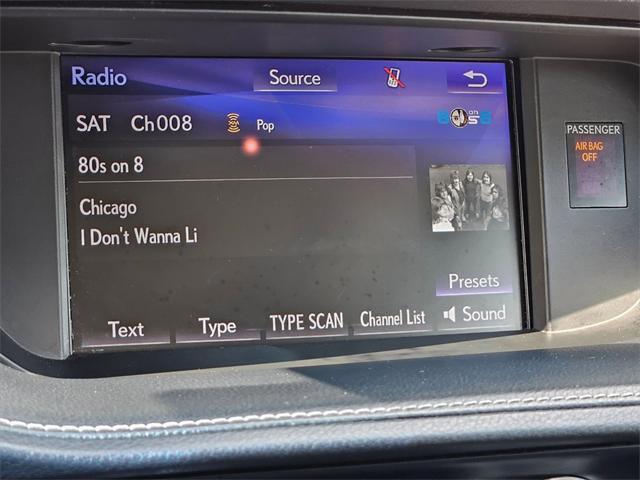 Radio
Source
SAT Ch008
Pop
80s on 8
Chicago
I Don't Wanna Li
Presets
Text
Type
TYPE SCAN
Channel List
Sound
PASSENGER
AIR BAG
OFF